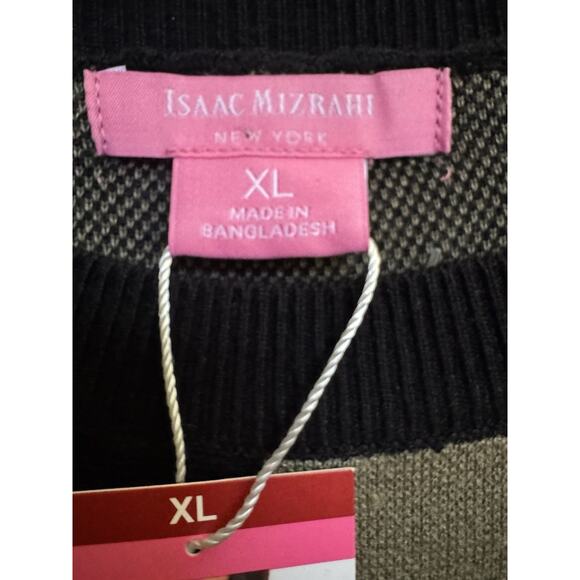 ISAAC MIZRAHI
NEW YORK
XL
MADE IN
BANGLADESH
XL